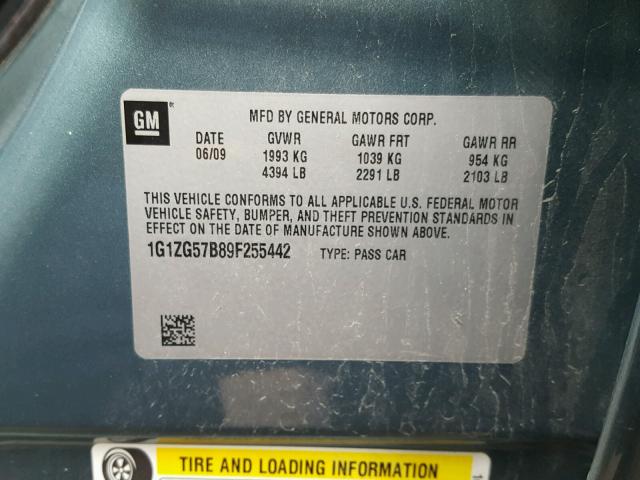 GM
MFD BY GENERAL MOTORS CORP.
DATE GVWR GAWR FRT GAWR RR
06/09 1993 KG 1039 KG 954 KG
4394 LB 2291 LB 2103 LB
THIS VEHICLE CONFORMS TO ALL APPLICABLE U.S. FEDERAL MOTOR
VEHICLE SAFETY, BUMPER, AND THEFT PREVENTION STANDARDS IN
EFFECT ON THE DATE OF MANUFACTURE SHOWN ABOVE.
1G1ZG57B89F255442 TYPE: PASS CAR
TIRE AND LOADING INFORMATION